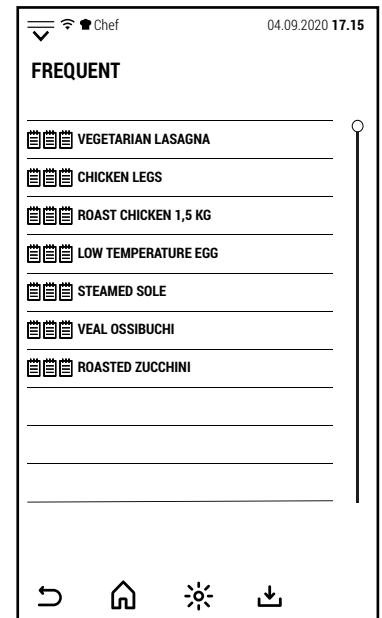 Chef 04.09.2020 17.15
FREQUENT
VEGETARIAN LASAGNA
CHICKEN LEGS
ROAST CHICKEN 1,5 KG
LOW TEMPERATURE EGG
STEAMED SOLE
VEAL OSSIBUCHI
ROASTED ZUCCHINI